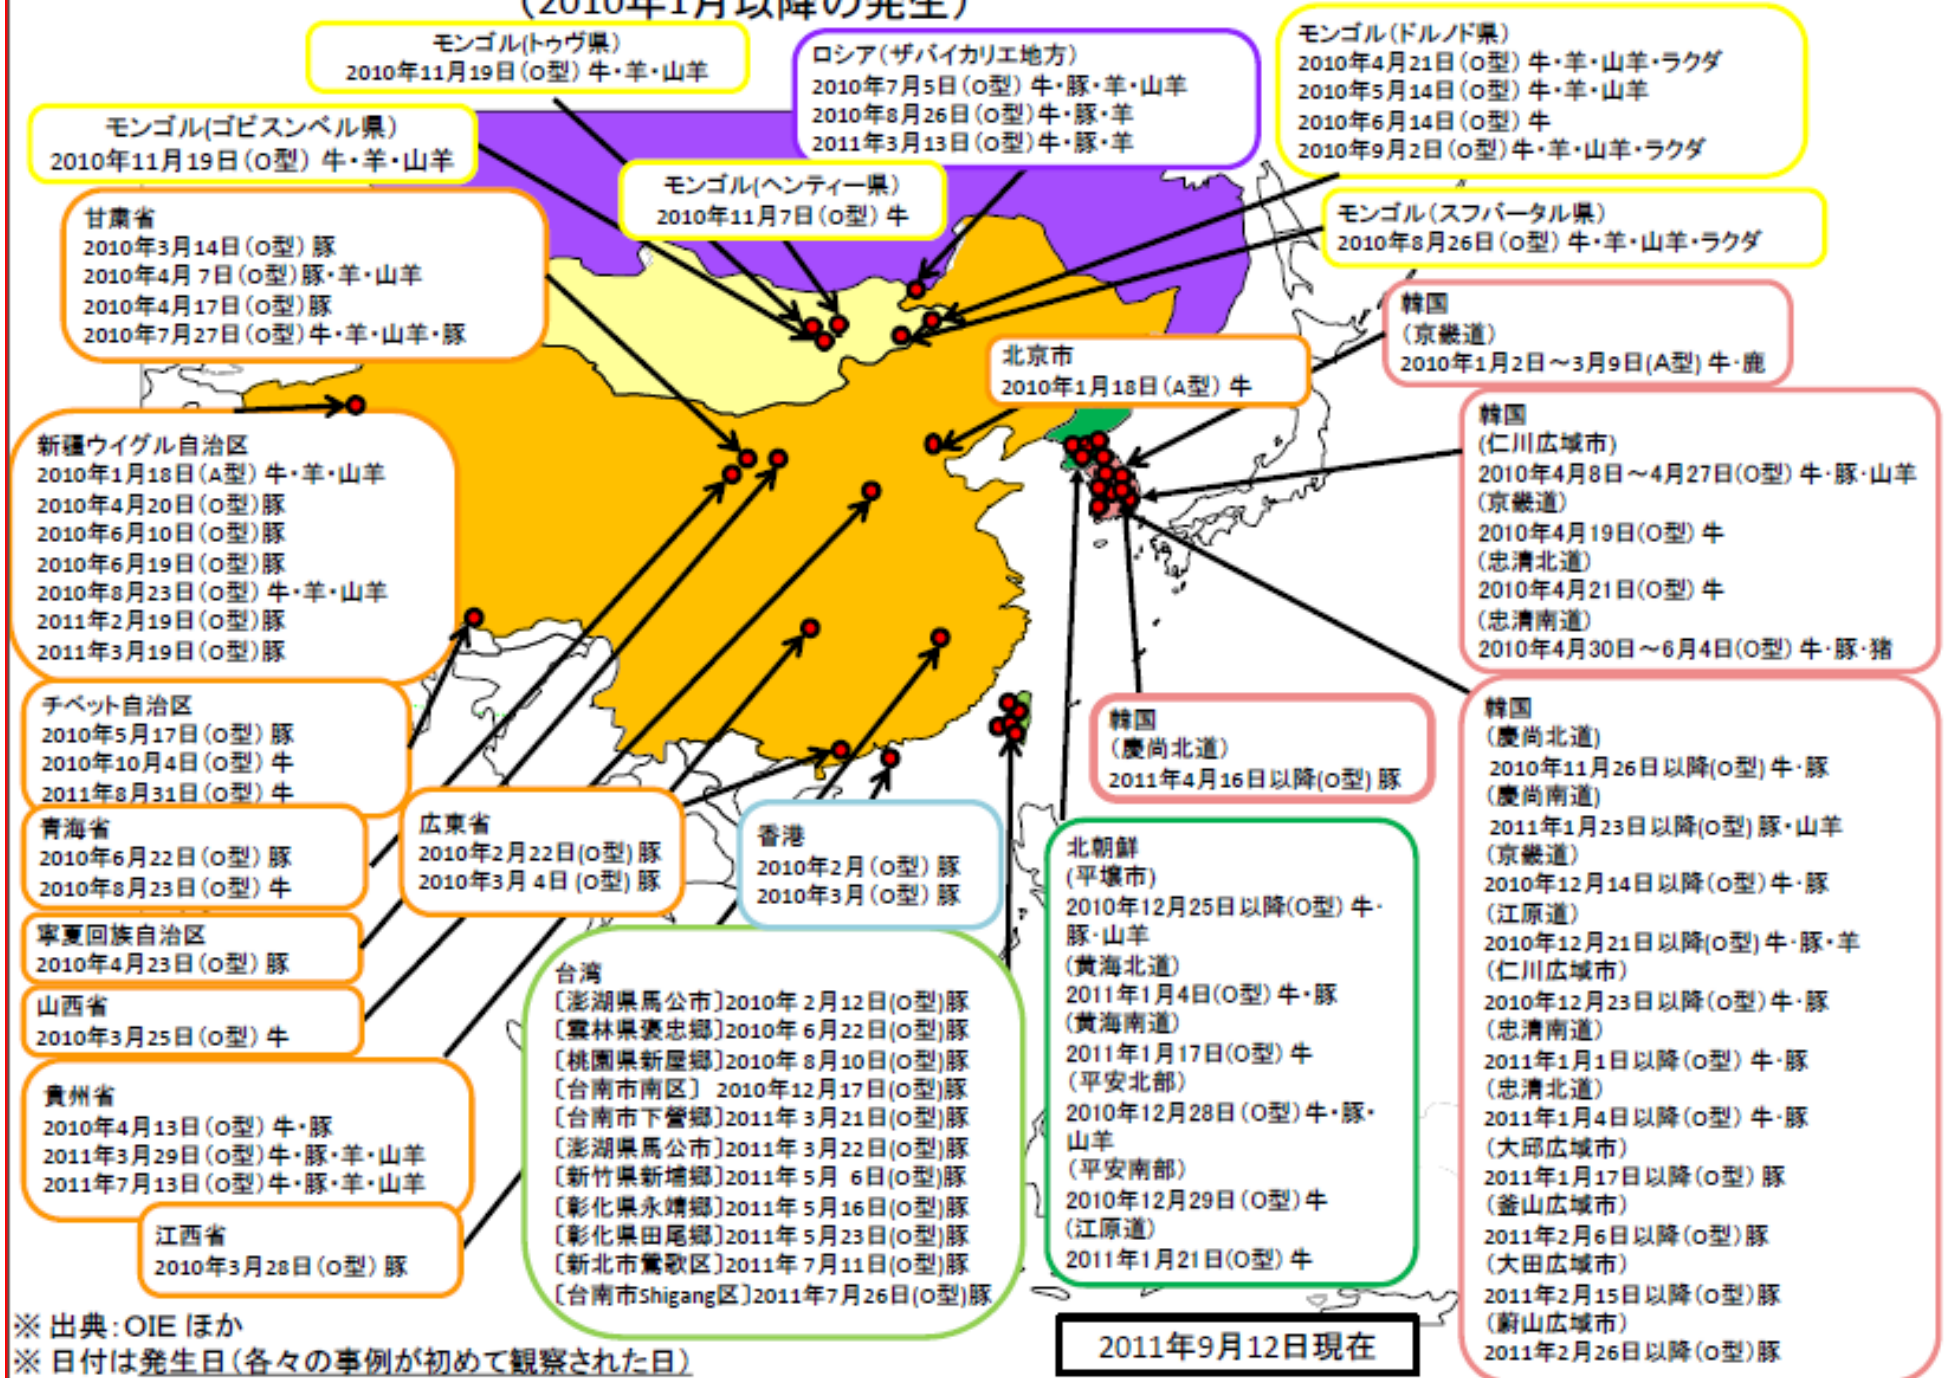 (2010年1月以降の発生)
モンゴル(トゥヴ県)
2010年11月19日(O型) 牛・羊・山羊
ロシア(ザバイカリエ地方)
2010年7月5日(O型) 牛・豚・羊・山羊
2010年8月26日(O型)牛・豚・羊
2011年3月13日(O型)牛・豚・羊
モンゴル(ドルノド県)
2010年4月21日(O型) 牛・羊・山羊・ラクダ
2010年5月14日(O型) 牛・羊・山羊
2010年6月14日(O型) 牛
2010年9月2日(O型)牛・羊・山羊・ラクダ
モンゴル(ゴビスンベル県)
2010年11月19日(O型) 牛・羊・山羊
モンゴル(ヘンティー県)
2010年11月7日(O型) 牛
モンゴル(スフバータル県)
2010年8月26日(O型) 牛・羊・山羊・ラクダ
甘粛省
2010年3月14日(O型) 豚
2010年4月 7日(O型)豚・羊・山羊
2010年4月17日(O型)豚
2010年7月27日(O型)牛・羊・山羊・豚
韓国
(京畿道)
2010年1月2日~3月9日(A型) 牛・鹿
北京市
2010年1月18日(A型) 牛
韓国
(仁川広域市)
2010年4月8日~4月27日(O型) 牛・豚・山羊
(京畿道)
2010年4月19日(O型) 牛
(忠清北道)
2010年4月21日(O型) 牛
(忠清南道)
2010年4月30日~6月4日(O型) 牛・豚・猪
新疆ウイグル自治区
2010年1月18日(A型) 牛・羊・山羊
2010年4月20日(O型)豚
2010年6月10日(O型)豚
2010年6月19日(O型)豚
2010年8月23日(O型) 牛・羊・山羊
2011年2月19日(O型)豚
2011年3月19日(O型)豚
チベット自治区
2010年5月17日(O型) 豚
2010年10月4日(O型) 牛
2011年8月31日(O型) 牛
韓国
(慶尚北道)
2011年4月16日以降(O型) 豚
韓国
(慶尚北道)
2010年11月26日以降(O型) 牛・豚
(慶尚南道)
2011年1月23日以降(O型) 豚・山羊
(京畿道)
2010年12月14日以降(O型)牛・豚
(江原道)
2010年12月21日以降(O型)牛・豚・羊
(仁川広域市)
2010年12月23日以降(O型)牛・豚
(忠清南道)
2011年1月1日以降(O型) 牛・豚
(忠清北道)
2011年1月4日以降(O型) 牛・豚
(大邱広域市)
2011年1月17日以降(O型) 豚
(釜山広域市)
2011年2月6日以降(O型)豚
(大田広域市)
2011年2月15日以降(O型)豚
(蔚山広域市)
2011年2月26日以降(O型)豚
青海省
2010年6月22日(O型) 豚
2010年8月23日(O型) 牛
広東省
2010年2月22日(O型) 豚
2010年3月 4日 (O型) 豚
香港
2010年2月(O型) 豚
2010年3月(O型) 豚
北朝鮮
(平壌市)
2010年12月25日以降(O型) 牛・
豚・山羊
(黄海北道)
2011年1月4日(O型) 牛・豚
(黄海南道)
2011年1月17日(O型) 牛
(平安北部)
2010年12月28日(O型)牛・豚・
山羊
(平安南部)
2010年12月29日(O型)牛
(江原道)
2011年1月21日(O型) 牛
寧夏回族自治区
2010年4月23日(O型) 豚
山西省
2010年3月25日(O型) 牛
台湾
〔澎湖県馬公市〕2010年 2月12日(O型)豚
〔雲林県褒忠郷〕2010年 6月22日(O型)豚
〔桃園県新屋郷〕2010年 8月10日(O型)豚
〔台南市南区〕 2010年12月17日(O型)豚
〔台南市下營郷〕2011年 3月21日(O型)豚
〔澎湖県馬公市〕2011年 3月22日(O型)豚
〔新竹県新埔郷〕2011年 5月 6日(O型)豚
〔彰化県永靖郷〕2011年 5月16日(O型)豚
〔彰化県田尾郷〕2011年 5月23日(O型)豚
〔新北市鶯歌区〕2011年 7月11日(O型)豚
〔台南市Shigang区〕2011年7月26日(O型)豚
貴州省
2010年4月13日(O型) 牛・豚
2011年3月29日(O型)牛・豚・羊・山羊
2011年7月13日(O型)牛・豚・羊・山羊
江西省
2010年3月28日(O型) 豚
※ 出典:OIE ほか
※ 日付は発生日(各々の事例が初めて観察された日)
2011年9月12日現在